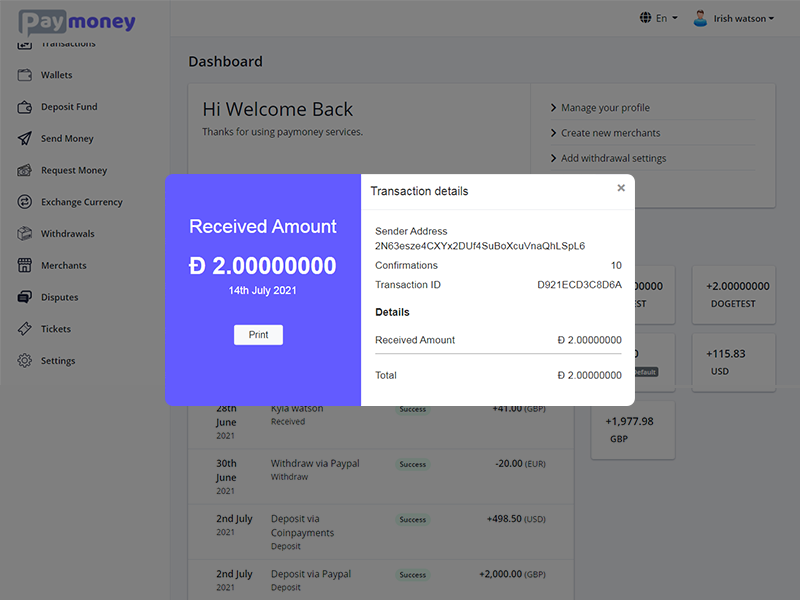 Paymoney
En
Irish watson
Transactions
Wallets
Deposit Fund
Send Money
Request Money
Exchange Currency
Withdrawals
Merchants
Disputes
Tickets
Settings
Dashboard
Hi Welcome Back
Thanks for using paymoney services.
Manage your profile
Create new merchants
Add withdrawal settings
Received Amount
Đ 2.00000000
14th July 2021
Print
Transaction details
×
Sender Address
2N63esze4CXYx2DUf4SuBoXcuVnaQhLSpL6
Confirmations 10
Transaction ID D921ECD3C8D6A
Details
Received Amount Đ 2.00000000
Total Đ 2.00000000
+2.00000000
DOGETEST
+115.83
USD
+1,977.98
GBP
28th Kyla watson Success +41.00 (GBP)
June Received
2021
30th Withdraw via Paypal Success -20.00 (EUR)
June Withdraw
2021
2nd July Deposit via Success +498.50 (USD)
2021 Coinpayments
Deposit
2nd July Deposit via Paypal Success +2,000.00 (GBP)
2021 Deposit